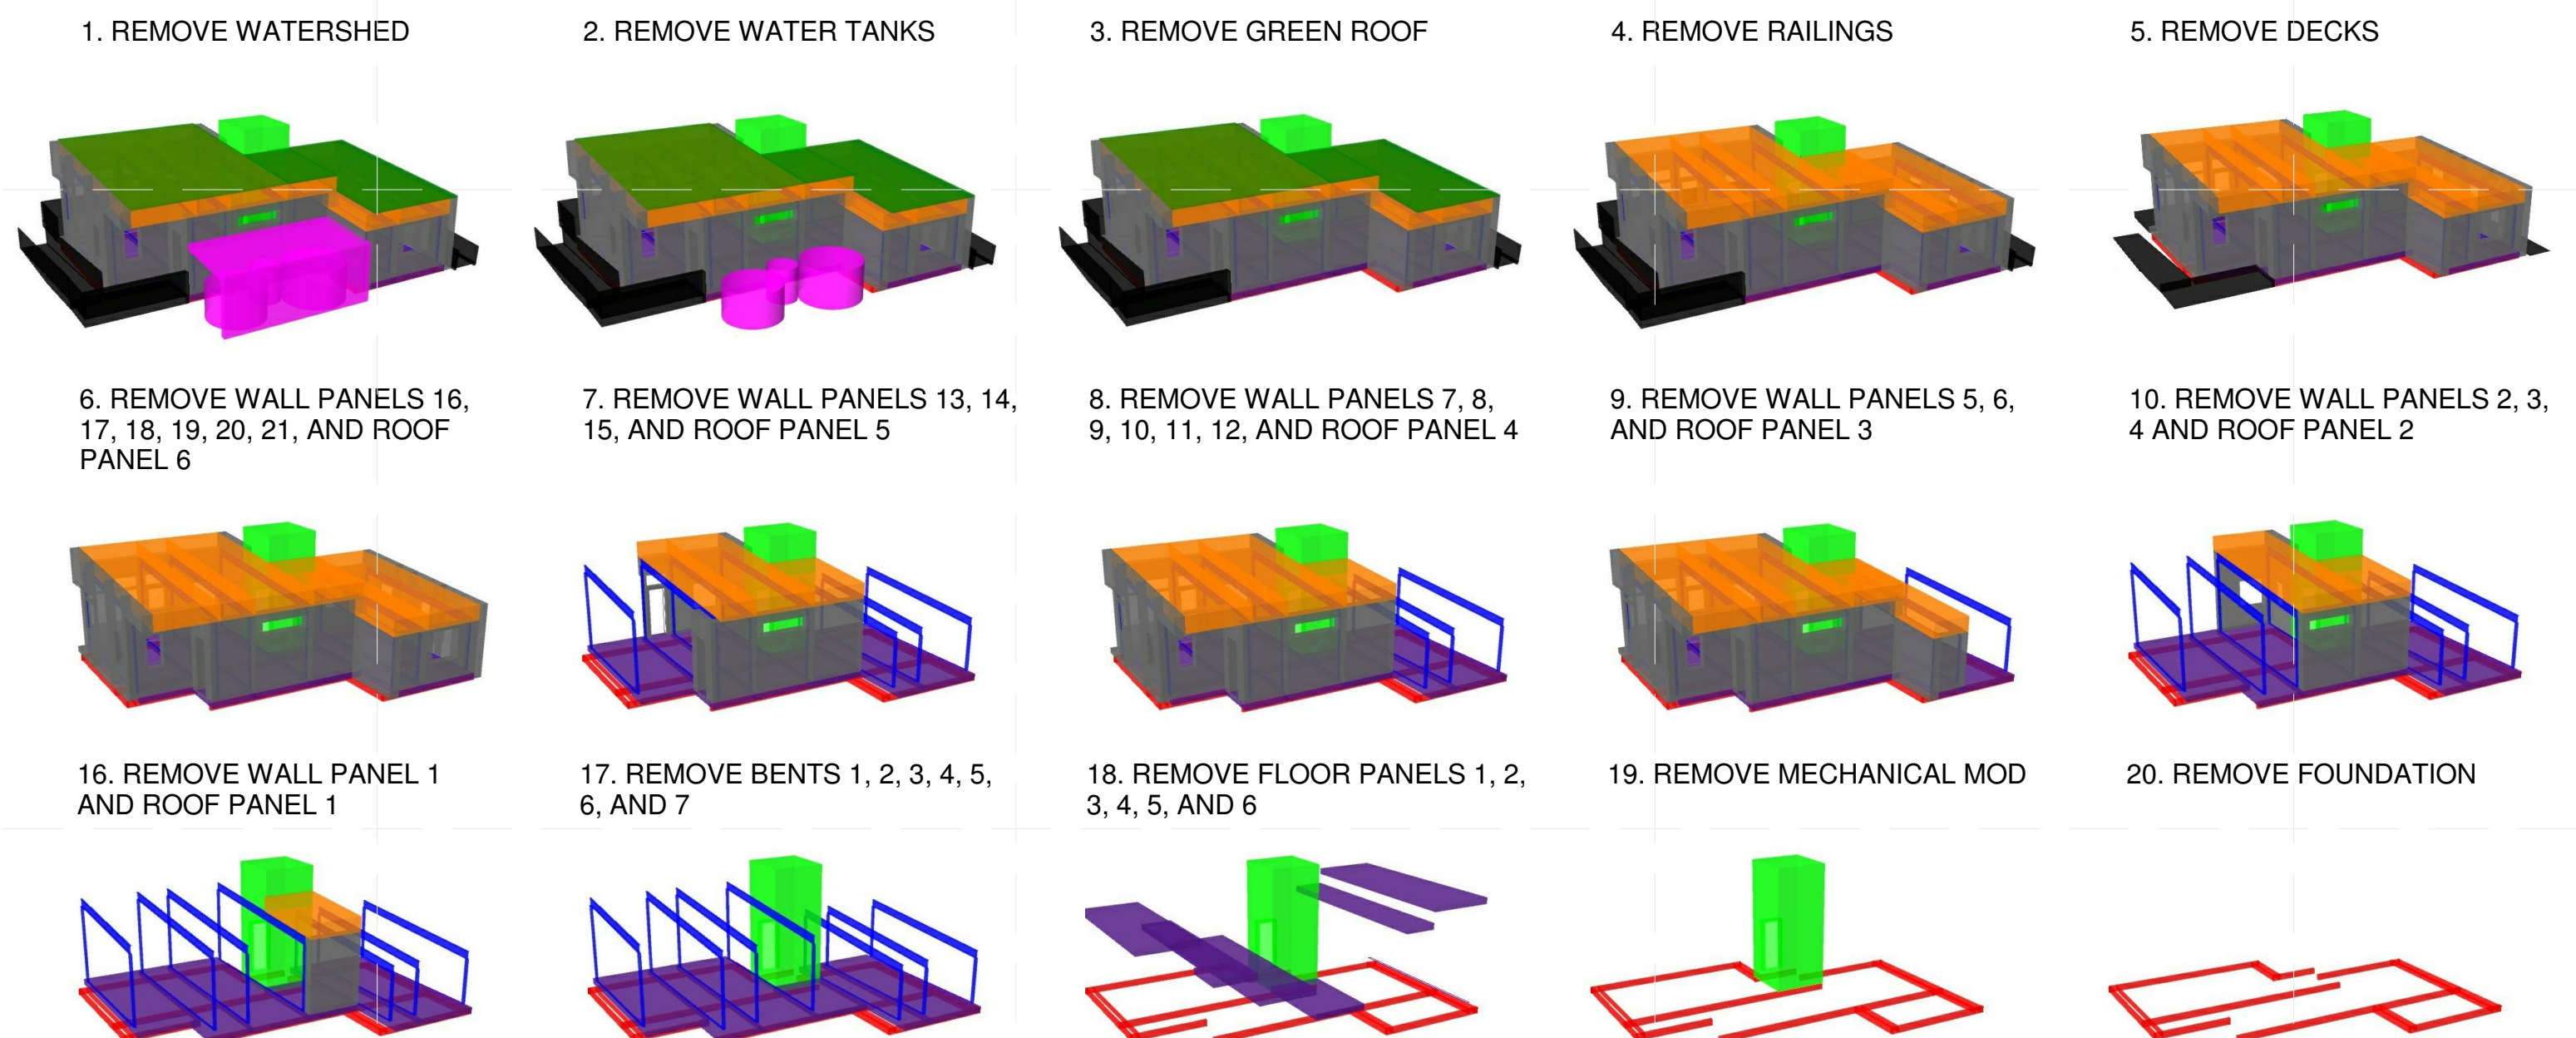 1. REMOVE WATERSHED
2. REMOVE WATER TANKS
3. REMOVE GREEN ROOF
4. REMOVE RAILINGS
5. REMOVE DECKS
6. REMOVE WALL PANELS 16,
17, 18, 19, 20, 21, AND ROOF
PANEL 6
7. REMOVE WALL PANELS 13, 14,
15, AND ROOF PANEL 5
8. REMOVE WALL PANELS 7, 8,
9, 10, 11, 12, AND ROOF PANEL 4
9. REMOVE WALL PANELS 5, 6,
AND ROOF PANEL 3
10. REMOVE WALL PANELS 2, 3,
4 AND ROOF PANEL 2
16. REMOVE WALL PANEL 1
AND ROOF PANEL 1
17. REMOVE BENTS 1, 2, 3, 4, 5,
6, AND 7
18. REMOVE FLOOR PANELS 1, 2,
3, 4, 5, AND 6
19. REMOVE MECHANICAL MOD
20. REMOVE FOUNDATION